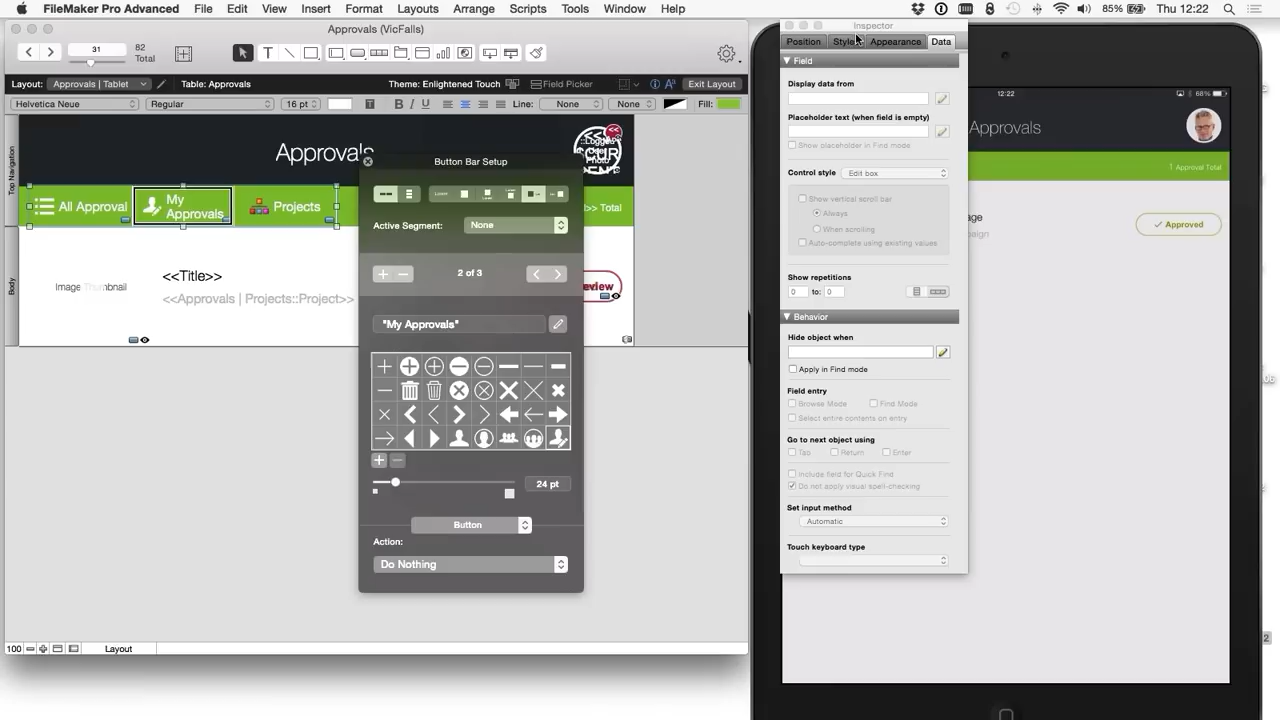 FileMaker Pro Advanced File Edit View Insert Format Layouts Arrange Scripts Tools Window Help 85% Thu 12:22
Approvals (VicFalls)
31 82 Total
Layout: Approvals | Tablet Table: Approvals Theme: Enlightened Touch Field Picker Exit Layout
Helvetica Neue Regular 16 pt B I U Line: None None Fill:
Top Navigation
Approvals
All Approval My Approvals Projects >> Total
Body
Image Thumbnail
<<Title>>
<<Approvals | Projects::Project>>
100 Layout
Button Bar Setup
Active Segment: None
2 of 3
"My Approvals"
24 pt
Button
Action:
Do Nothing
Inspector
Position Styles Appearance Data
Field
Display data from
Placeholder text (when field is empty)
Show placeholder in Find mode
Control style Edit box
Show vertical scroll bar
Always
When scrolling
Auto-complete using existing values
Show repetitions
0 to: 0
Behavior
Hide object when
Apply in Find mode
Field entry
Browse Mode Find Mode
Select entire contents on entry
Go to next object using
Tab Return Enter
Include field for Quick Find
Do not apply visual spell-checking
Set input method
Automatic
Touch keyboard type
12:22 68%
Approvals
1 Approval Total
Approved